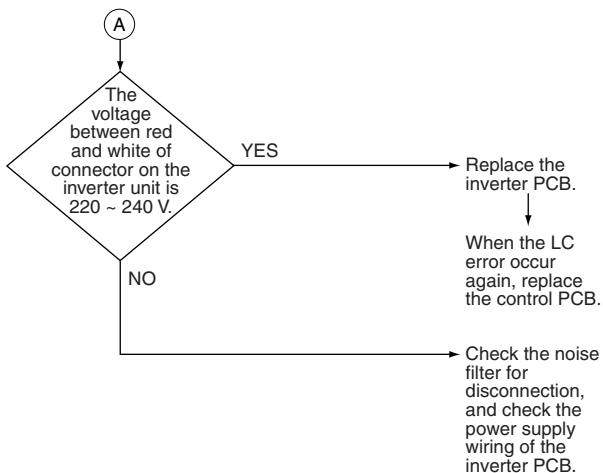 A
The
voltage
between red
and white of
connector on the
inverter unit is
220 ~ 240 V.
YES
Replace the
inverter PCB.
When the LC
error occur
again, replace
the control PCB.
NO
Check the noise
filter for
disconnection,
and check the
power supply
wiring of the
inverter PCB.